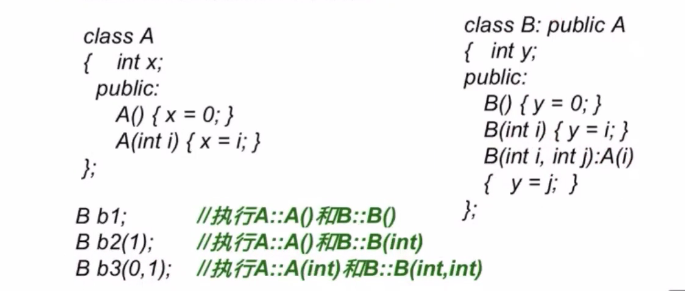 class A
{ int x;
public:
A() { x = 0; }
A(int i) { x = i; }
};
class B: public A
{ int y;
public:
B() { y = 0; }
B(int i) { y = i; }
B(int i, int j):A(i)
{ y = j; }
};
B b1; //执行A::A()和B::B()
B b2(1); //执行A::A()和B::B(int)
B b3(0,1); //执行A::A(int)和B::B(int,int)